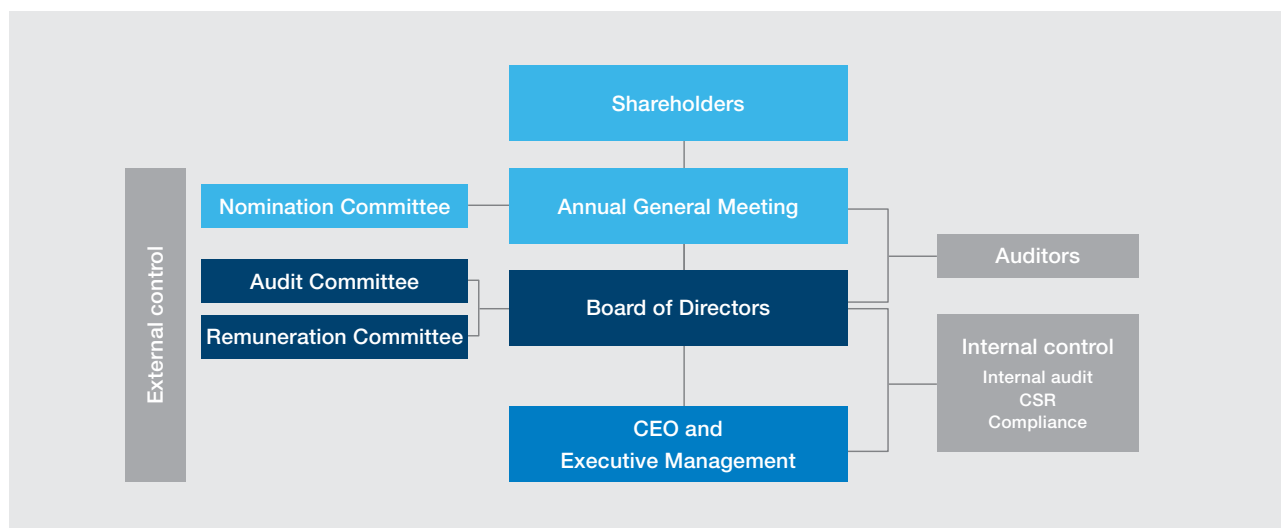 Shareholders
External control
Nomination Committee
Annual General Meeting
Auditors
Audit Committee
Board of Directors
Remuneration Committee
Internal control
Internal audit
CSR
Compliance
CEO and
Executive Management